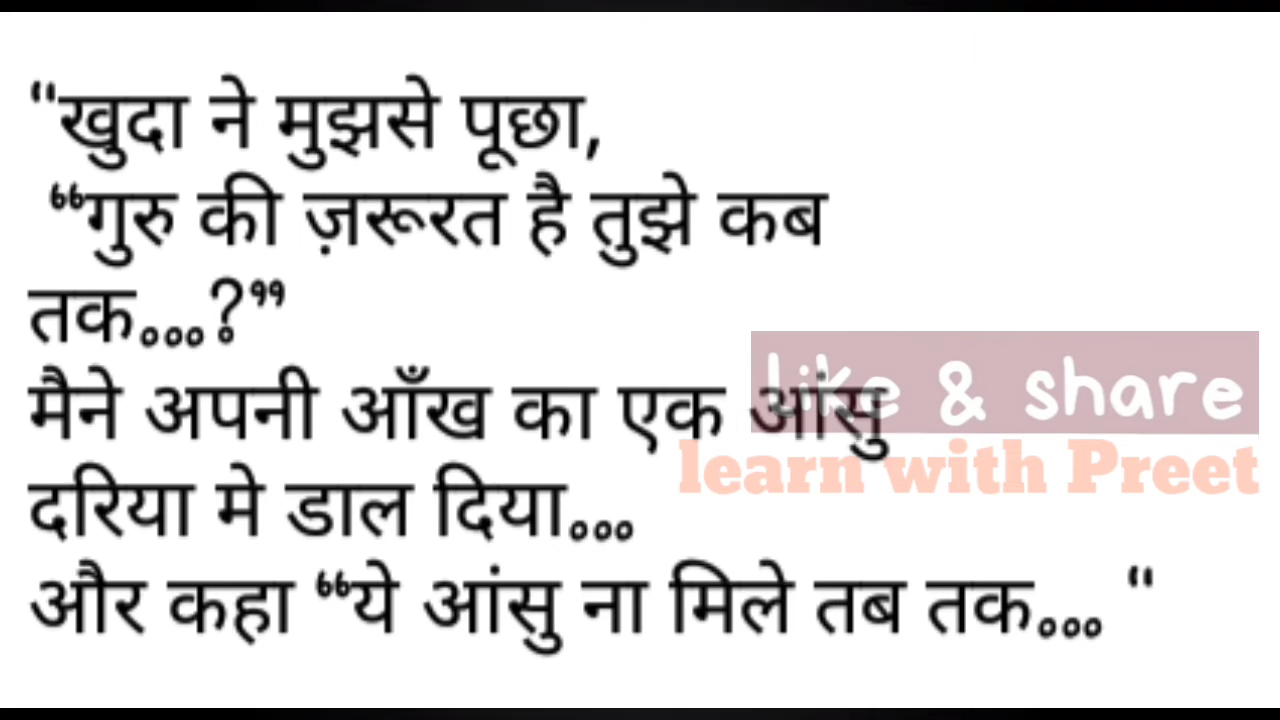 "खुदा ने मुझसे पूछा,
“गुरु की ज़रूरत है तुझे कब
तक...?”
मैने अपनी आँख का एक आंसु
like & share
learn with Preet
दरिया मे डाल दिया...
और कहा “ये आंसु ना मिले तब तक... "